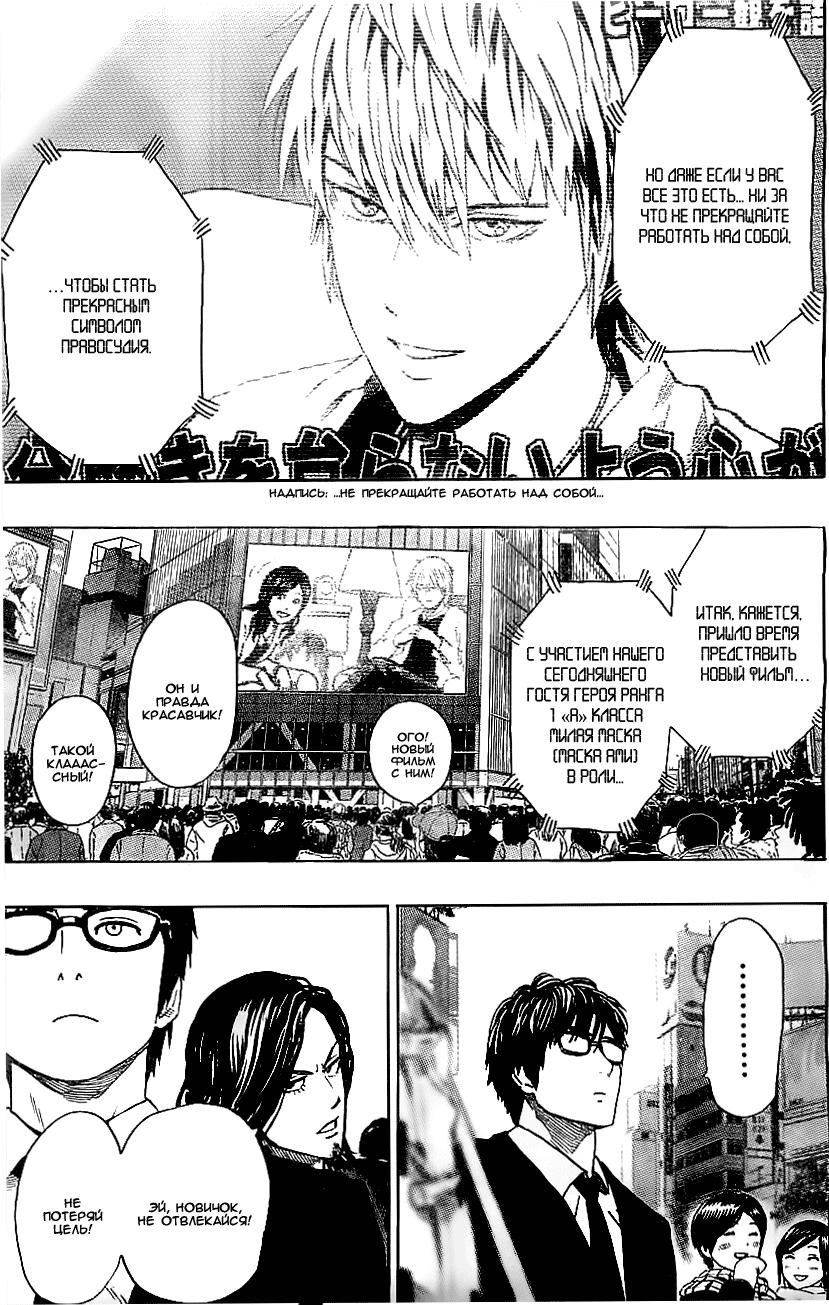 НО ДАЖЕ ЕСЛИ У ВАС
ВСЕ ЭТО ЕСТЬ... НИ ЗА
ЧТО НЕ ПРЕКРАЩАЙТЕ
РАБОТАТЬ НАД СОБОЙ,
...ЧТОБЫ СТАТЬ
ПРЕКРАСНЫМ
СИМВОЛОМ
ПРАВОСУДИЯ.
НАДПИСЬ: ...НЕ ПРЕКРАЩАЙТЕ РАБОТАТЬ НАД СОБОЙ...
ИТАК, КАЖЕТСЯ,
ПРИШЛО ВРЕМЯ
ПРЕДСТАВИТЬ
НОВЫЙ ФИЛЬМ...
С УЧАСТИЕМ НАШЕГО
СЕГОДНЯШНЕГО
ГОСТЯ ГЕРОЯ РАНГА
1 «А» КЛАССА
МИЛАЯ МАСКА
(МАСКА АМИ)
В РОЛИ...
ОГО!
НОВЫЙ
ФИЛЬМ
С НИМ!
ОН И
ПРАВДА
КРАСАВЧИК!
ТАКОЙ
КЛАААС-
СНЫЙ!
..........
ЭЙ, НОВИЧОК,
НЕ ОТВЛЕКАЙСЯ!
НЕ
ПОТЕРЯЙ
ЦЕЛЬ!